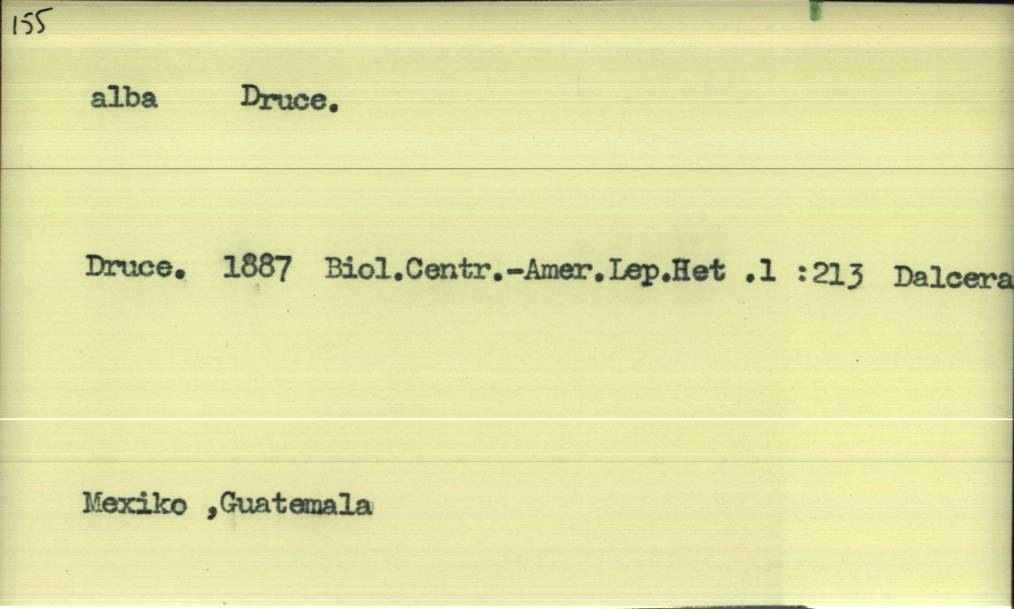 155
alba Druce.
Druce. 1887 Biol.Centr.-Amer.Lep.Het .1 :213 Dalcera
Mexiko ,Guatemala